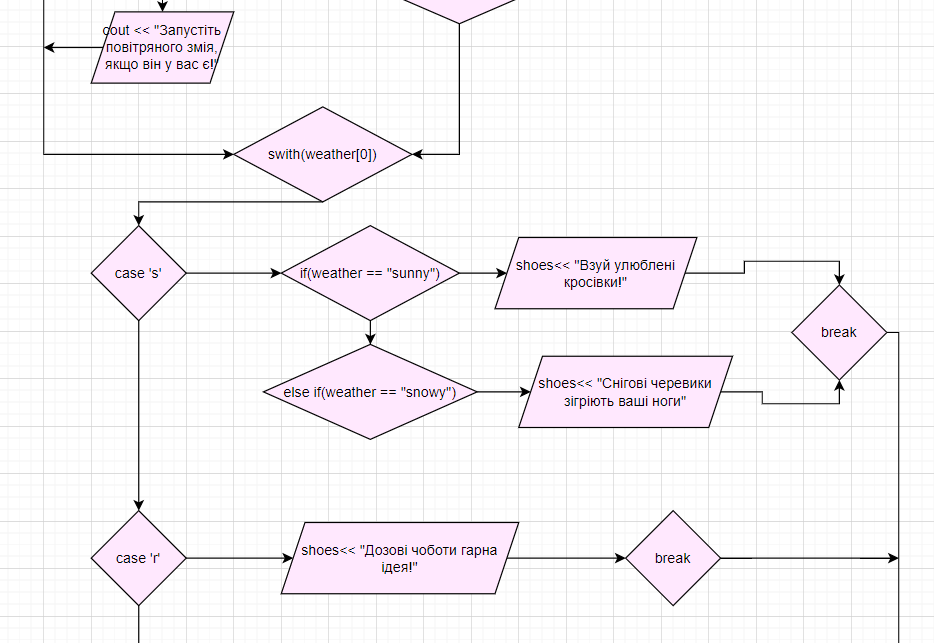 cout << "Запустіть
повітряного змія,
якщо він у вас є!"
swith(weather[0])
case 's'
if(weather == "sunny")
shoes<< "Взуй улюблені
кросівки!"
break
else if(weather == "snowy")
shoes<< "Снігові черевики
зігріють ваші ноги"
case 'r'
shoes<< "Дозові чоботи гарна
ідея!"
break